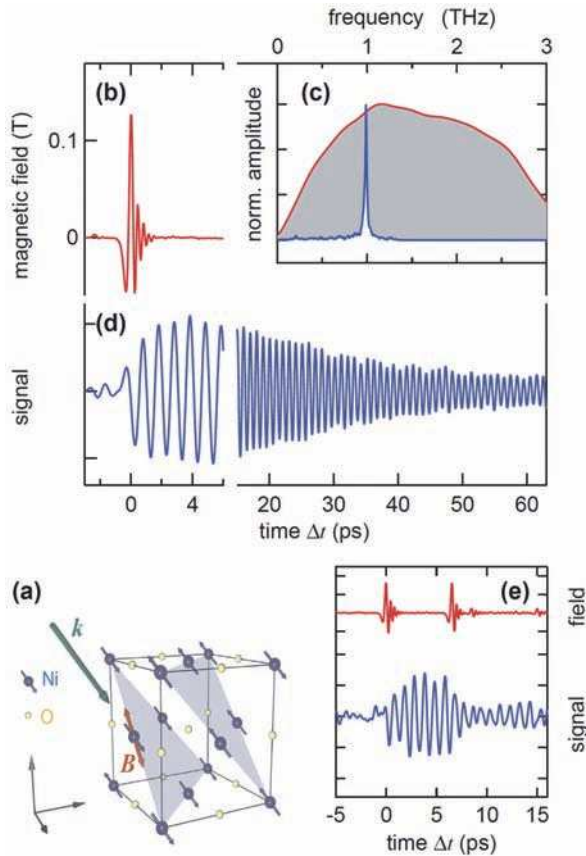 frequency (THz)
0 1 2 3
(b)
magnetic field (T)
0.1
0
(c)
norm. amplitude
(d)
signal
0 4 15 20 30 40 50 60
time Δt (ps)
(a)
k
Ni
O
B
(e)
field
signal
-5 0 5 10 15
time Δt (ps)